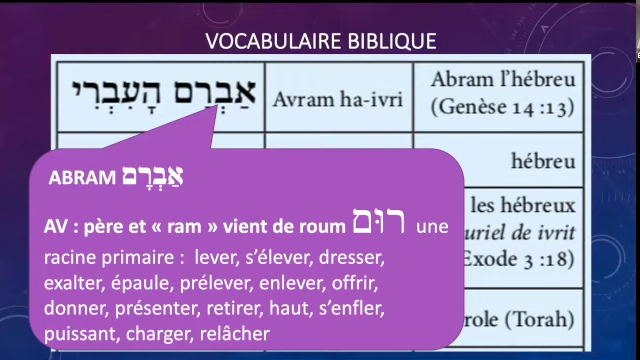 VOCABULAIRE BIBLIQUE
אַבְרָם הָעִבְרִי
Avram ha-ivri
Abram l’hébreu
(Genèse 14 :13)
hébreu
les hébreux
uriel de ivrit
Exode 3 :18)
role (Torah)
ABRAM אַבְרָם
AV : père et « ram » vient de roum רוּם une
racine primaire : lever, s’élever, dresser,
exalter, épaule, prélever, enlever, offrir,
donner, présenter, retirer, haut, s’enfler,
puissant, charger, relâcher